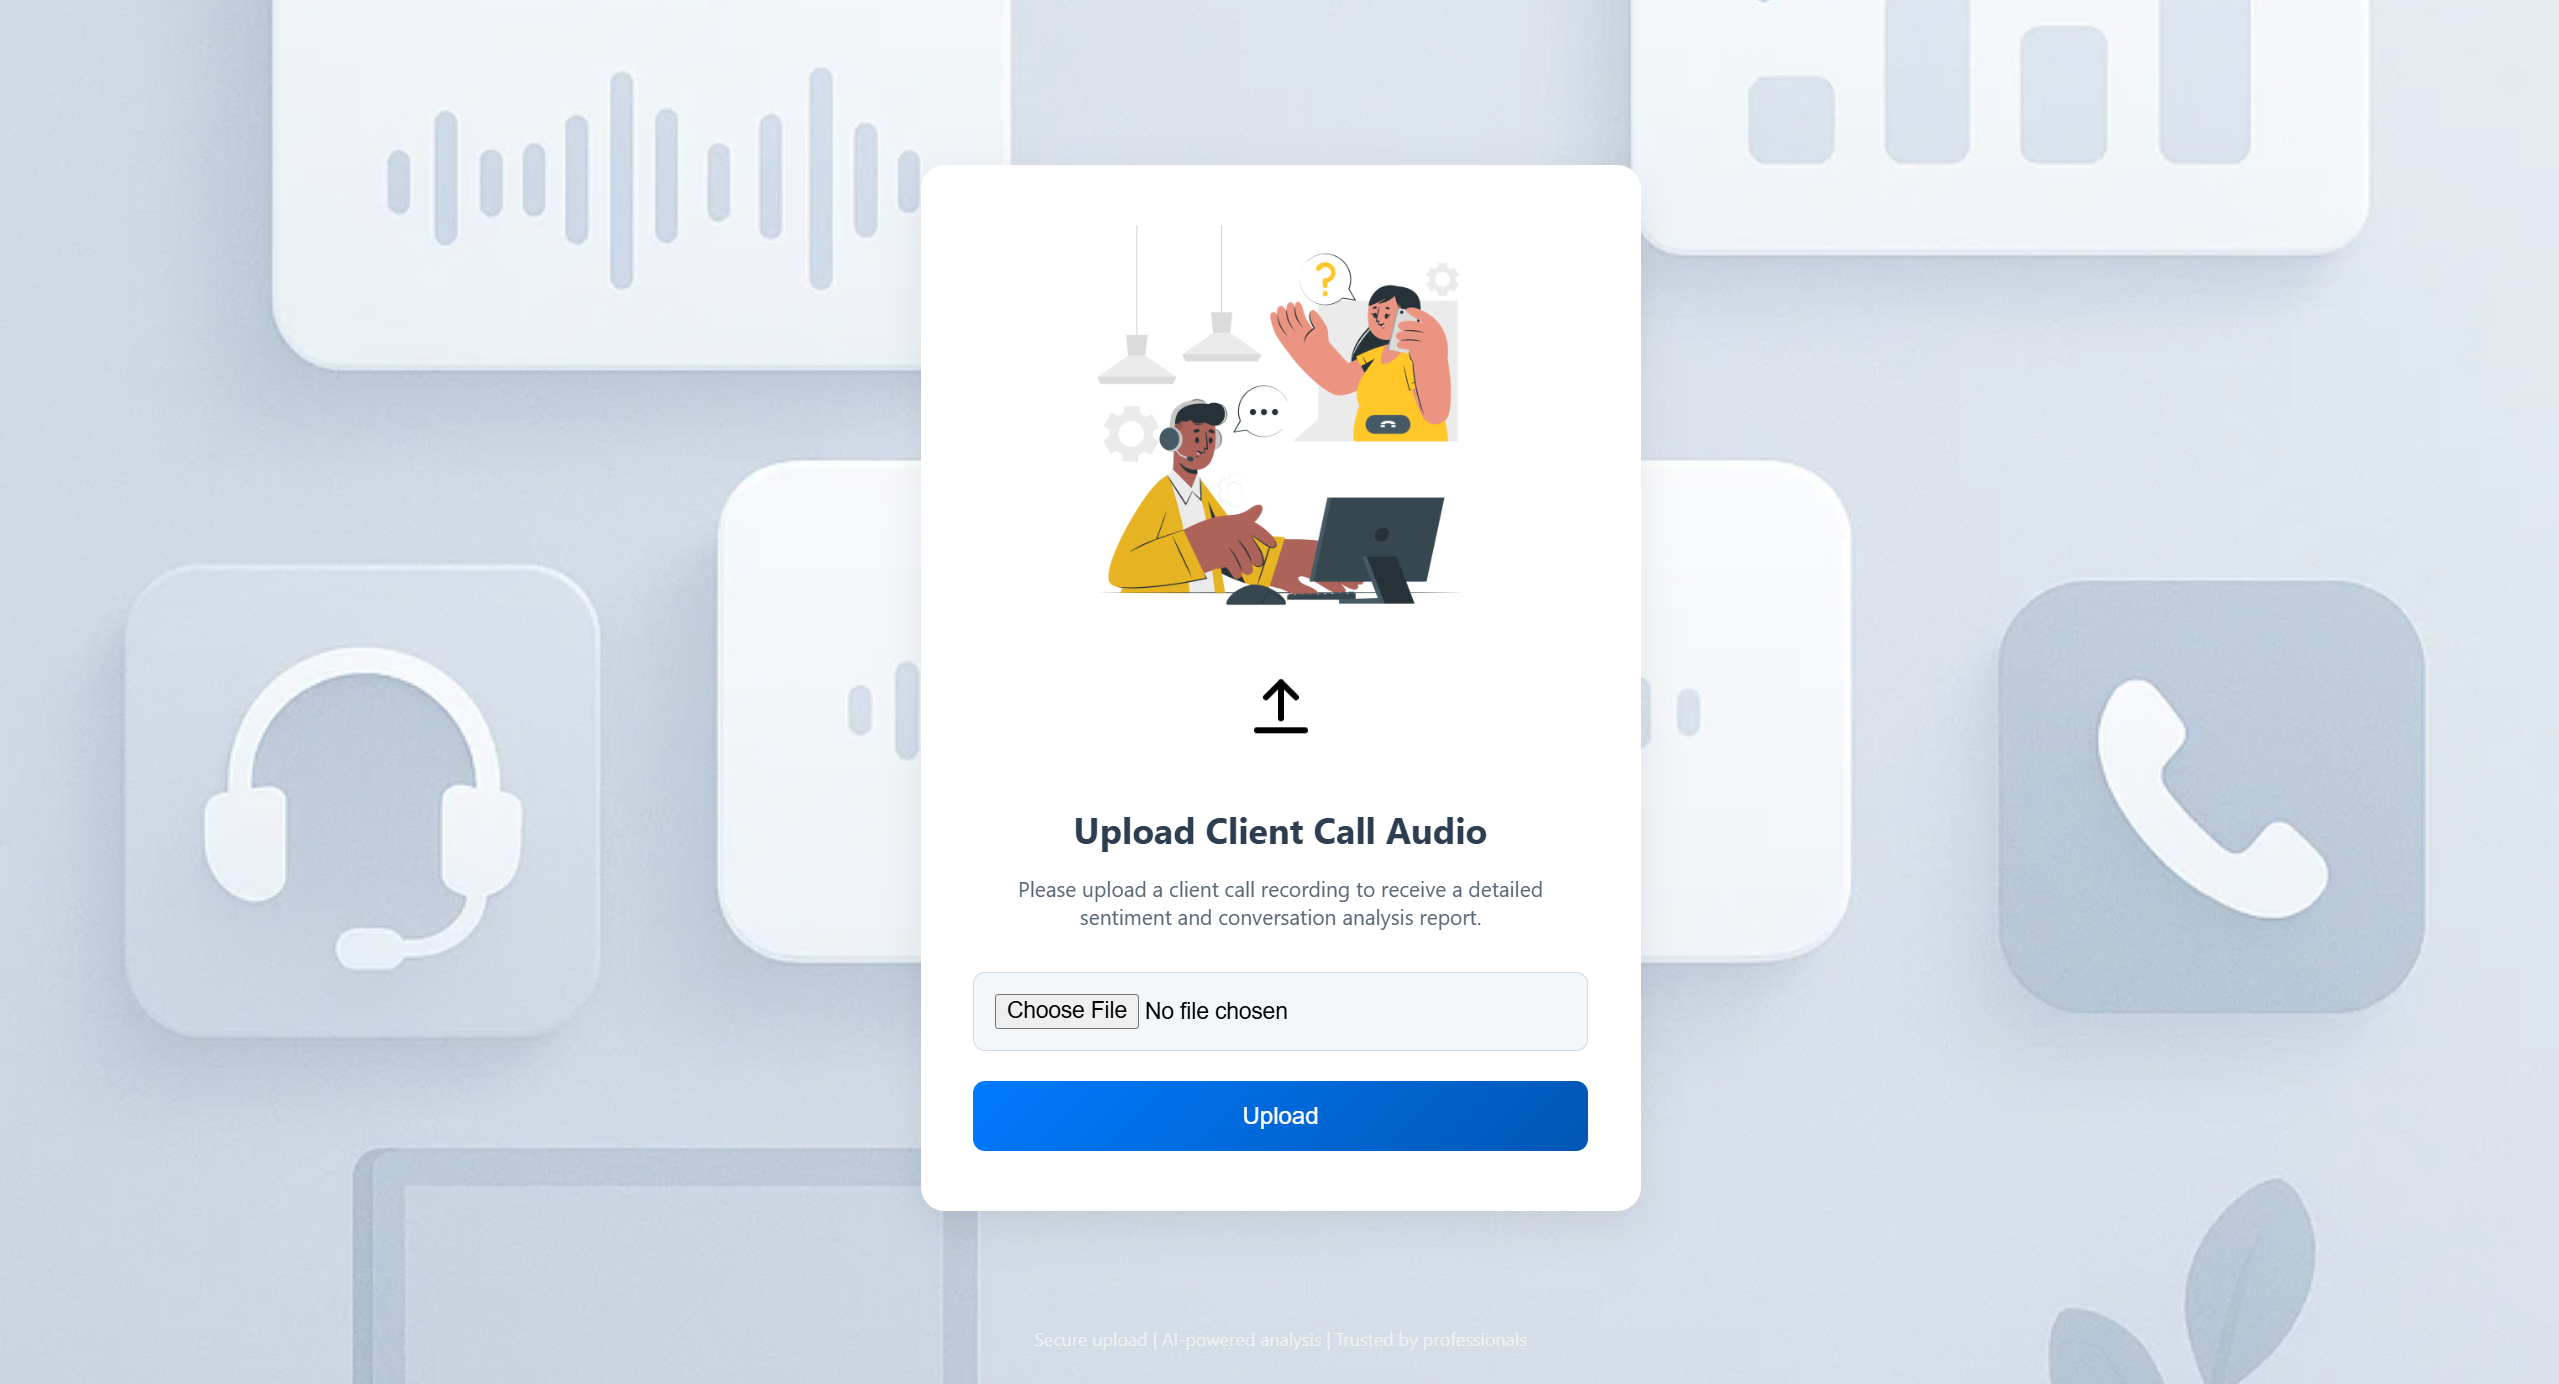 ?
Upload Client Call Audio
Please upload a client call recording to receive a detailed
sentiment and conversation analysis report.
Choose File No file chosen
Upload
Secure upload | AI-powered analysis | Trusted by professionals